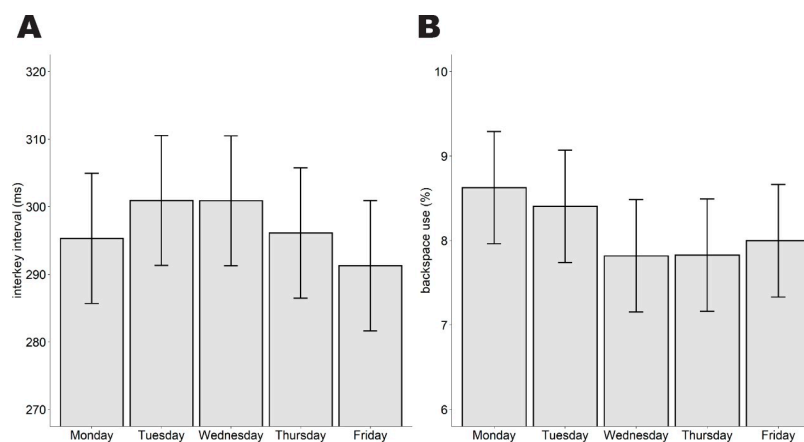 A
interkey interval (ms)
320
310
300
290
280
270
Monday Tuesday Wednesday Thursday Friday
B
backspace use (%)
10
9
8
7
6
Monday Tuesday Wednesday Thursday Friday